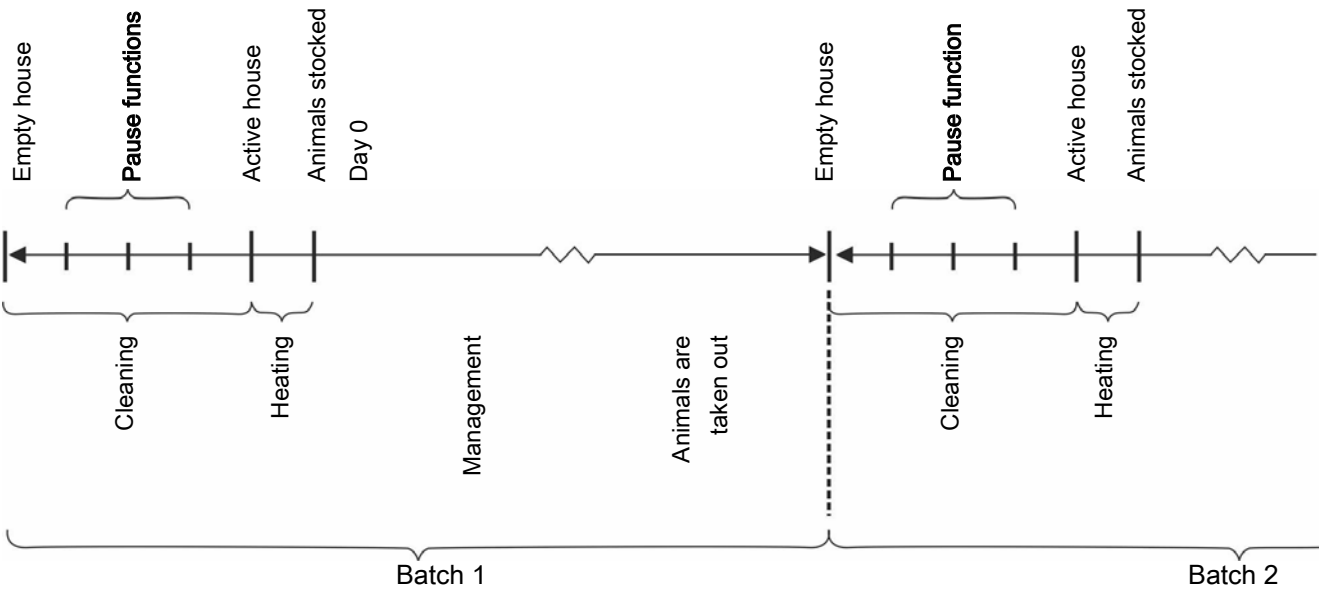 Empty house
Pause functions
Active house
Animals stocked
Day 0
Empty house
Pause function
Active house
Animals stocked
Cleaning
Heating
Management
Animals are
taken out
Cleaning
Heating
Batch 1
Batch 2